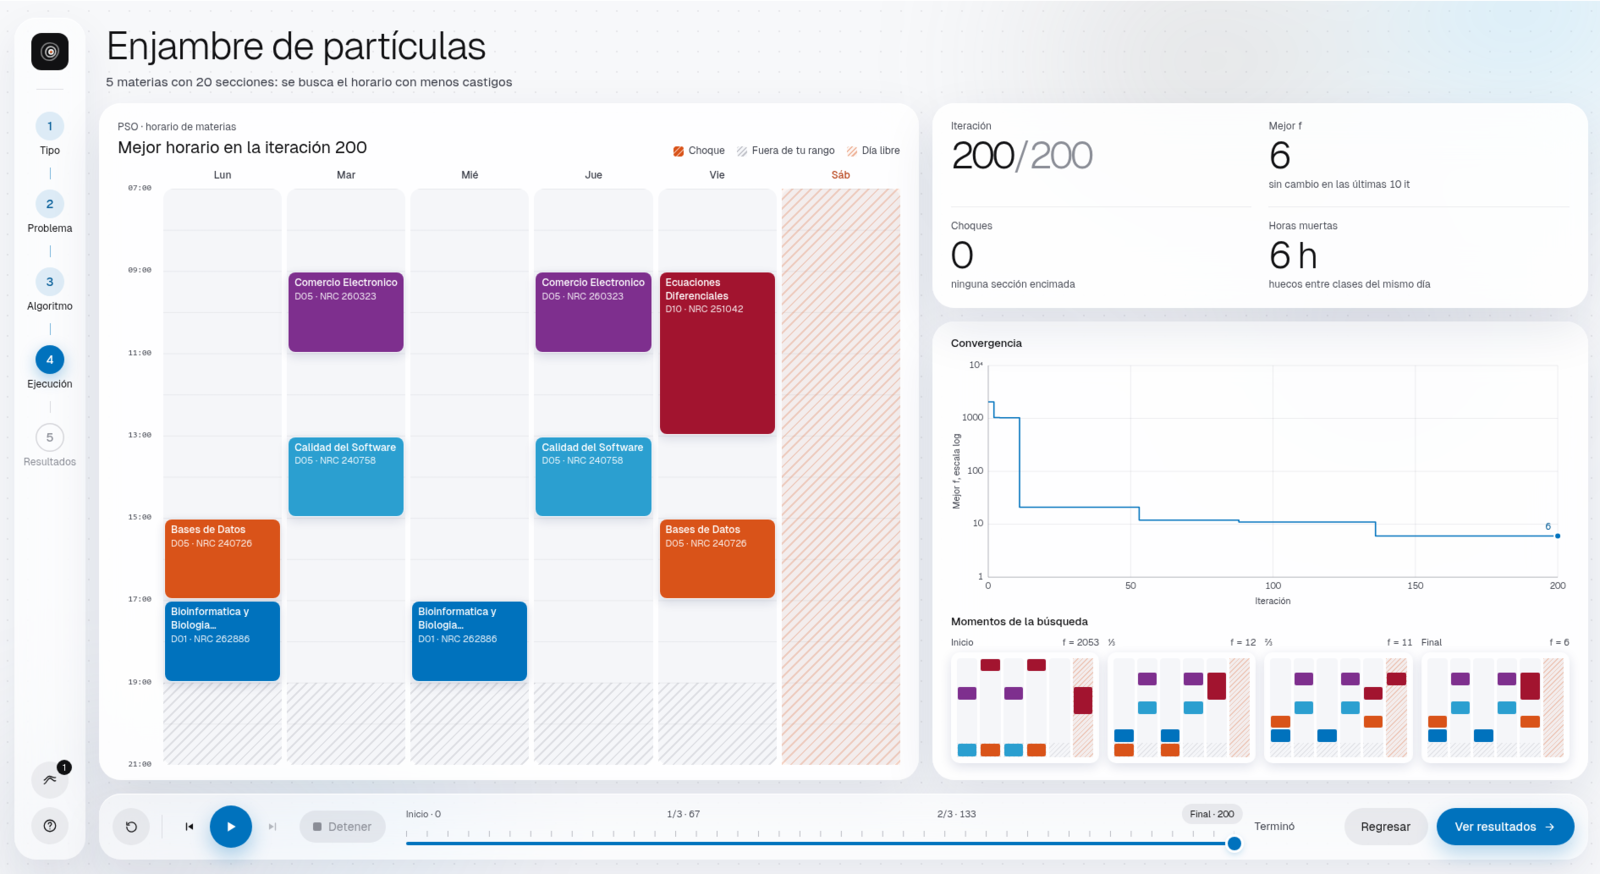 Enjambre de partículas
5 materias con 20 secciones: se busca el horario con menos castigos
1
Tipo
2
Problema
3
Algoritmo
4
Ejecución
5
Resultados
1
PSO · horario de materias
Mejor horario en la iteración 200
Choque
Fuera de tu rango
Día libre
Lun
Mar
Mié
Jue
Vie
Sáb
07:00
09:00
11:00
13:00
15:00
17:00
19:00
21:00
Comercio Electronico
D05 · NRC 260323
Comercio Electronico
D05 · NRC 260323
Ecuaciones
Diferenciales
D10 · NRC 251042
Calidad del Software
D05 · NRC 240758
Calidad del Software
D05 · NRC 240758
Bases de Datos
D05 · NRC 240726
Bases de Datos
D05 · NRC 240726
Bioinformatica y
Biologia...
D01 · NRC 262886
Bioinformatica y
Biologia...
D01 · NRC 262886
Iteración
200/200
Mejor f
6
sin cambio en las últimas 10 it
Choques
0
ninguna sección encimada
Horas muertas
6 h
huecos entre clases del mismo día
Convergencia
Mejor f, escala log
10⁴
1000
100
10
1
6
0
50
100
150
200
Iteración
Momentos de la búsqueda
Inicio
f = 2053
⅓
f = 12
⅔
f = 11
Final
f = 6
Detener
Inicio · 0
1/3 · 67
2/3 · 133
Final · 200
Terminó
Regresar
Ver resultados →